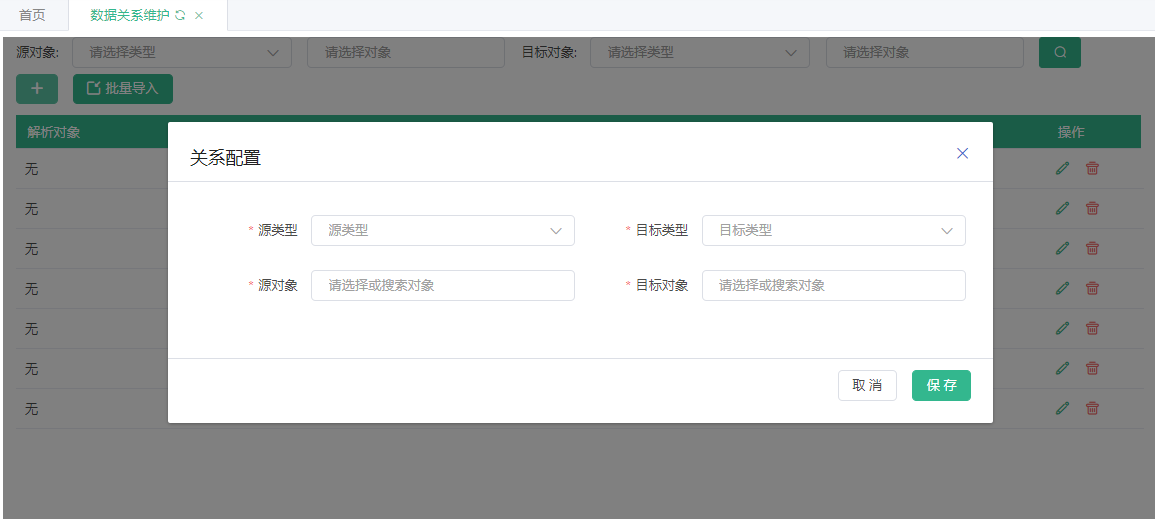 首页 数据关系维护
源对象: 请选择类型 请选择对象 目标对象: 请选择类型 请选择对象
批量导入
解析对象 操作
关系配置
无
无
* 源类型 源类型 * 目标类型 目标类型
无
* 源对象 请选择或搜索对象 * 目标对象 请选择或搜索对象
无
无
无
取消 保存
无